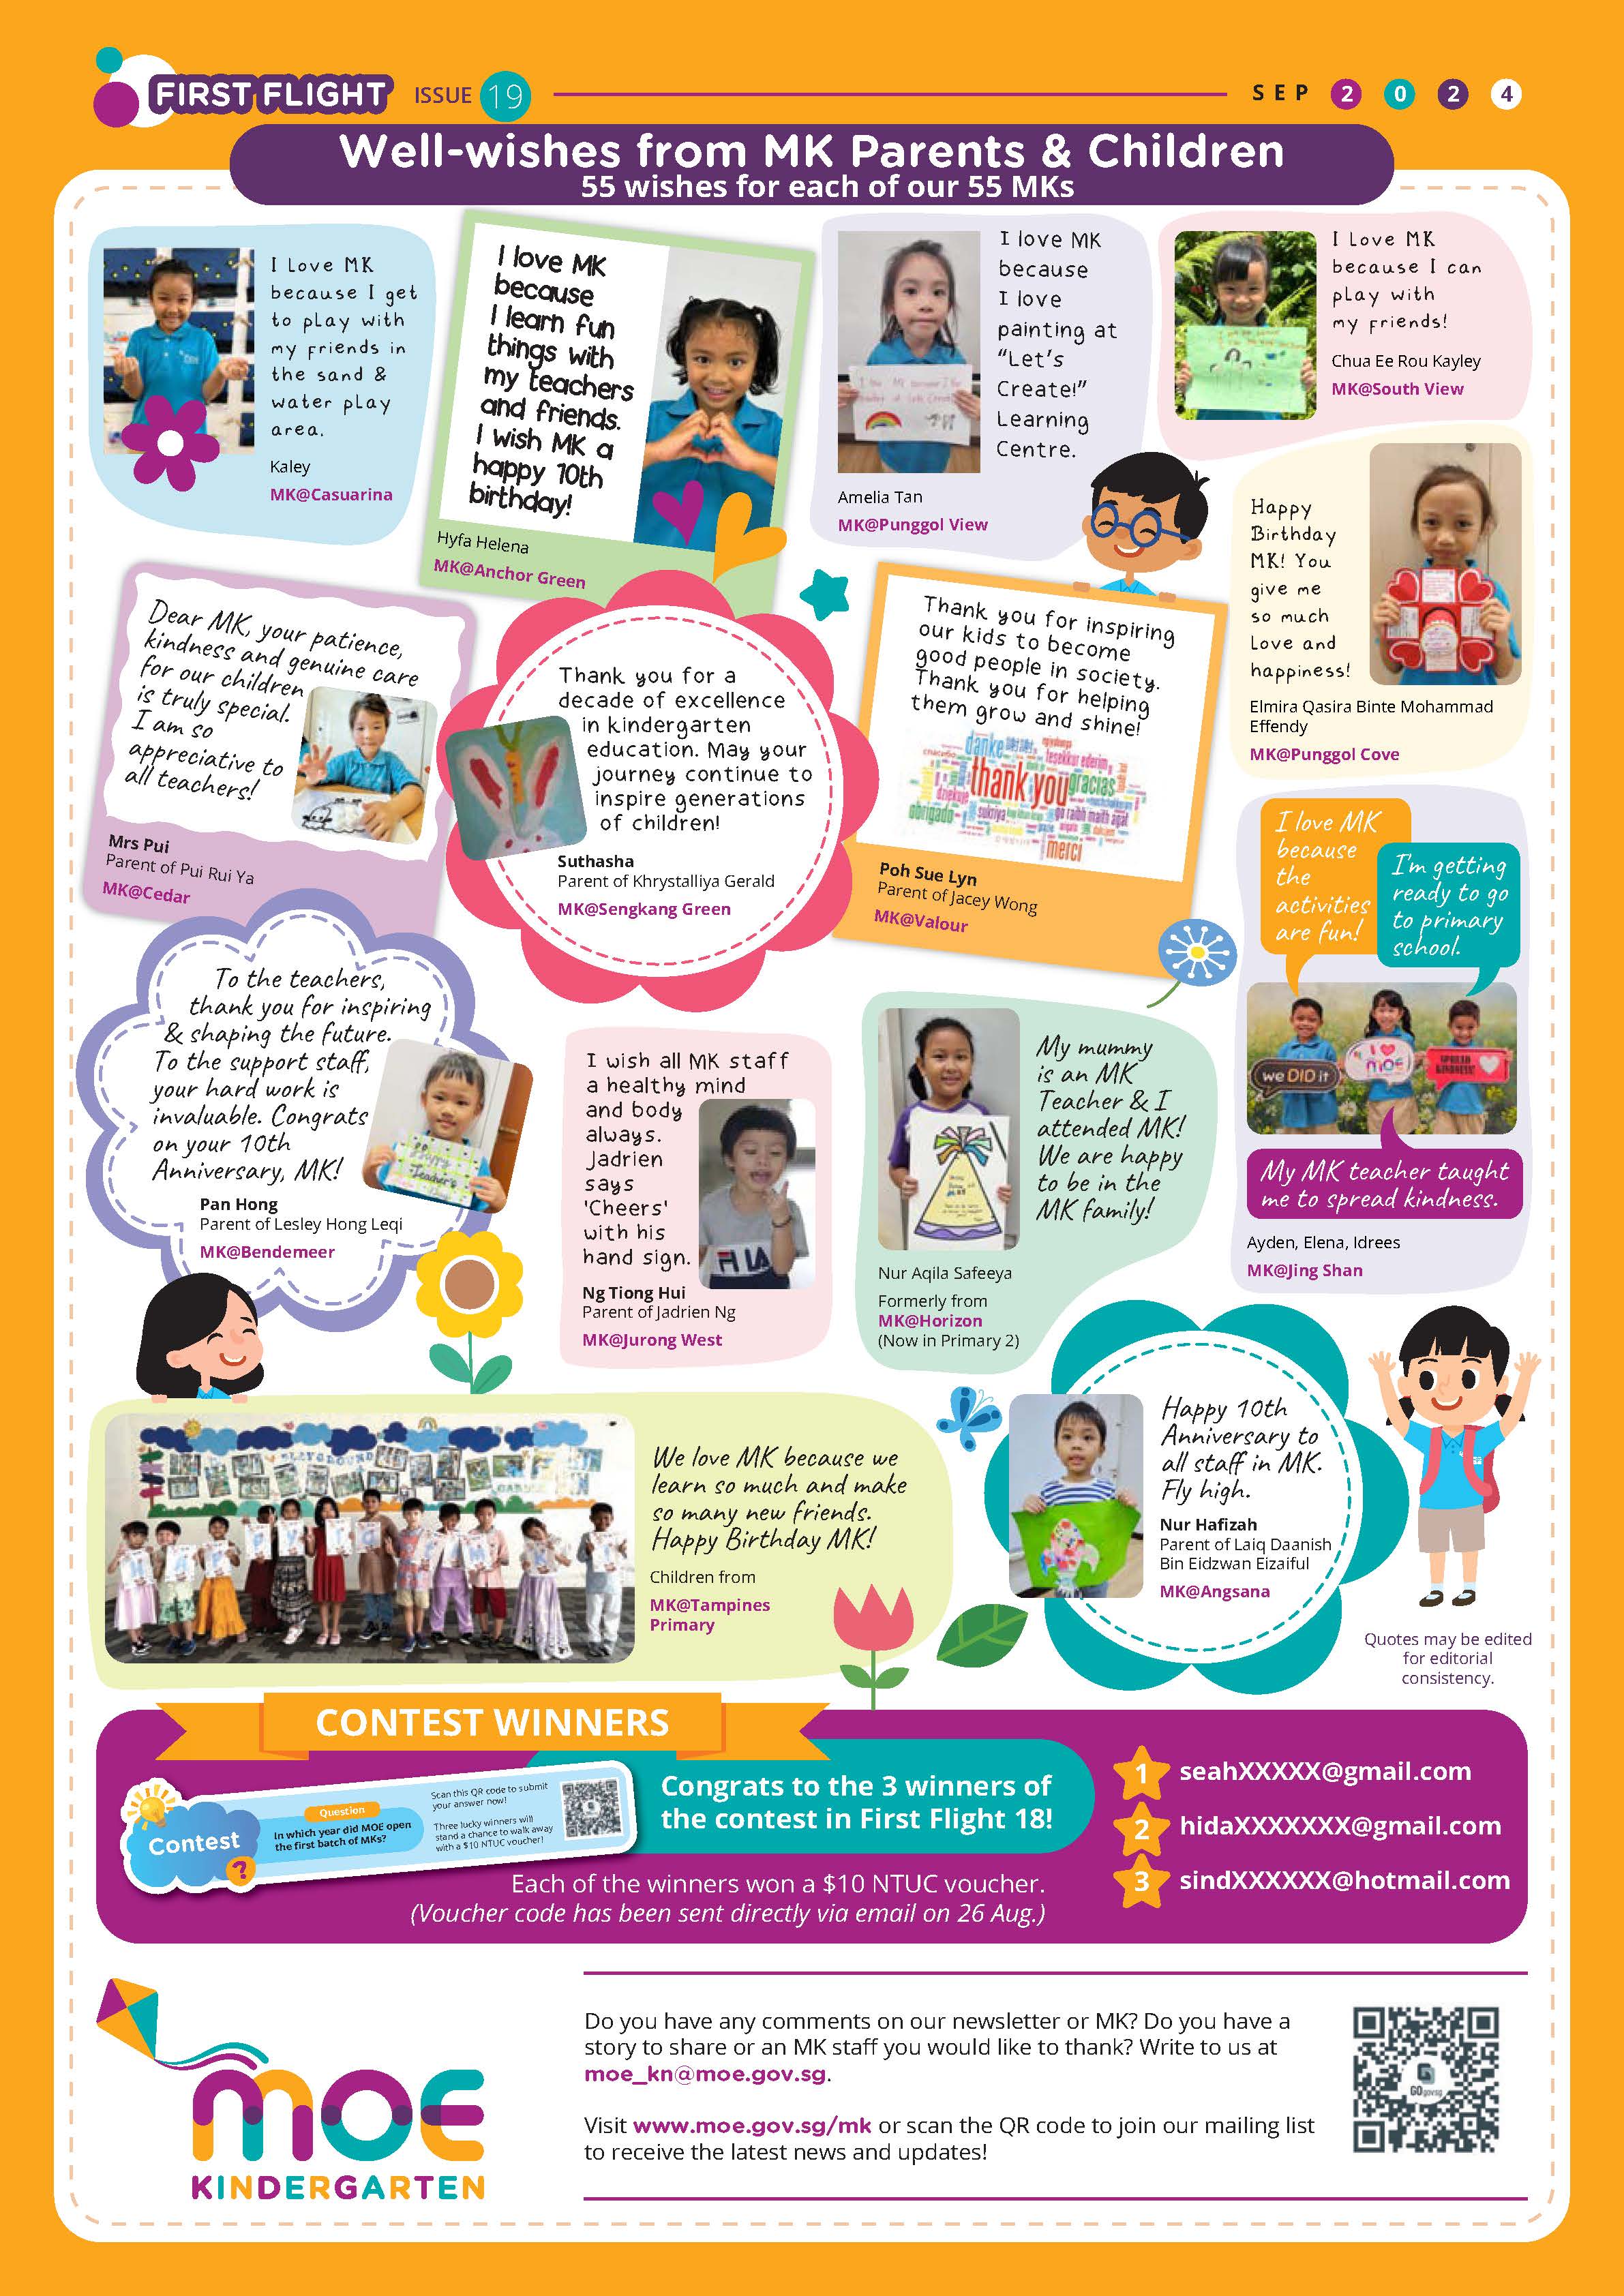 FIRST FLIGHT ISSUE 19
SEP 2024
Well-wishes from MK Parents & Children
55 wishes for each of our 55 MKs
I love MK
because I get
to play with
my friends in
the sand &
water play
area.
Kaley
MK@Casuarina
I love MK
because
I learn fun
things with
my teachers
and friends.
I wish MK a
happy 10th
birthday!
Hyfa Helena
MK@Anchor Green
I love MK
because
I love
painting at
“Let’s
Create!”
Learning
Centre.
Amelia Tan
MK@Punggol View
I love MK
because I can
play with
my friends!
Chua Ee Rou Kayley
MK@South View
Happy
Birthday
MK! You
give me
so much
love and
happiness!
Elmira Qasira Binte Mohammad
Effendy
MK@Punggol Cove
Dear MK, your patience,
kindness and genuine care
for our children
is truly special.
I am so
appreciative to
all teachers!
Mrs Pui
Parent of Pui Rui Ya
MK@Cedar
Thank you for a
decade of excellence
in kindergarten
education. May your
journey continue to
inspire generations
of children!
Suthasha
Parent of Khrystalliya Gerald
MK@Sengkang Green
Thank you for inspiring
our kids to become
good people in society.
Thank you for helping
them grow and shine!
danke
teşekkür ederim
thank you
gracias
obrigado
sukriya
go raibh maith agat
merci
Poh Sue Lyn
Parent of Jacey Wong
MK@Valour
I love MK
because
the
activities
are fun!
I’m getting
ready to go
to primary
school.
we DID it
I MOE
SPREAD
KINDNESS!
My MK teacher taught
me to spread kindness.
Ayden, Elena, Idrees
MK@Jing Shan
To the teachers,
thank you for inspiring
& shaping the future.
To the support staff,
your hard work is
invaluable. Congrats
on your 10th
Anniversary, MK!
Happy
Teacher's
Pan Hong
Parent of Lesley Hong Leqi
MK@Bendemeer
I wish all MK staff
a healthy mind
and body
always.
Jadrien
says
'Cheers'
with his
hand sign.
FILA
Ng Tiong Hui
Parent of Jadrien Ng
MK@Jurong West
My mummy
is an MK
Teacher & I
attended MK!
We are happy
to be in the
MK family!
Nur Aqila Safeeya
Formerly from
MK@Horizon
(Now in Primary 2)
We love MK because we
learn so much and make
so many new friends.
Happy Birthday MK!
Children from
MK@Tampines
Primary
Happy 10th
Anniversary to
all staff in MK.
Fly high.
Nur Hafizah
Parent of Laiq Daanish
Bin Eidzwan Eizaiful
MK@Angsana
Quotes may be edited
for editorial
consistency.
CONTEST WINNERS
Contest
?
Question
In which year did MOE open
the first batch of MKs?
Scan this QR code to submit
your answer now!
Three lucky winners will
stand a chance to walk away
with a $10 NTUC voucher!
Congrats to the 3 winners of
the contest in First Flight 18!
Each of the winners won a $10 NTUC voucher.
(Voucher code has been sent directly via email on 26 Aug.)
1 seahXXXXX@gmail.com
2 hidaXXXXXXX@gmail.com
3 sindXXXXXX@hotmail.com
MOE
KINDERGARTEN
Do you have any comments on our newsletter or MK? Do you have a
story to share or an MK staff you would like to thank? Write to us at
moe_kn@moe.gov.sg.
Visit www.moe.gov.sg/mk or scan the QR code to join our mailing list
to receive the latest news and updates!
GOgovsg